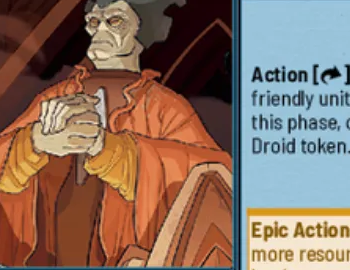 Action [
friendly unit
this phase,
Droid token.
Epic Action
more resour